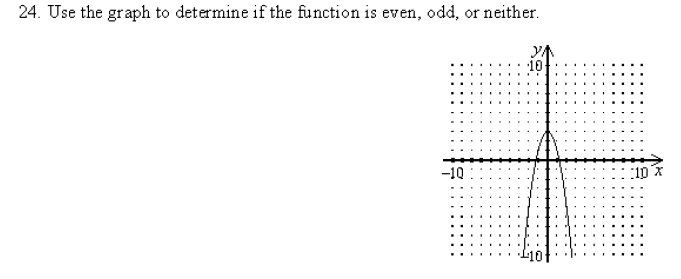 24. Use the graph to determine if the function is even, odd, or neither.
y
10
-10
10 x
-10